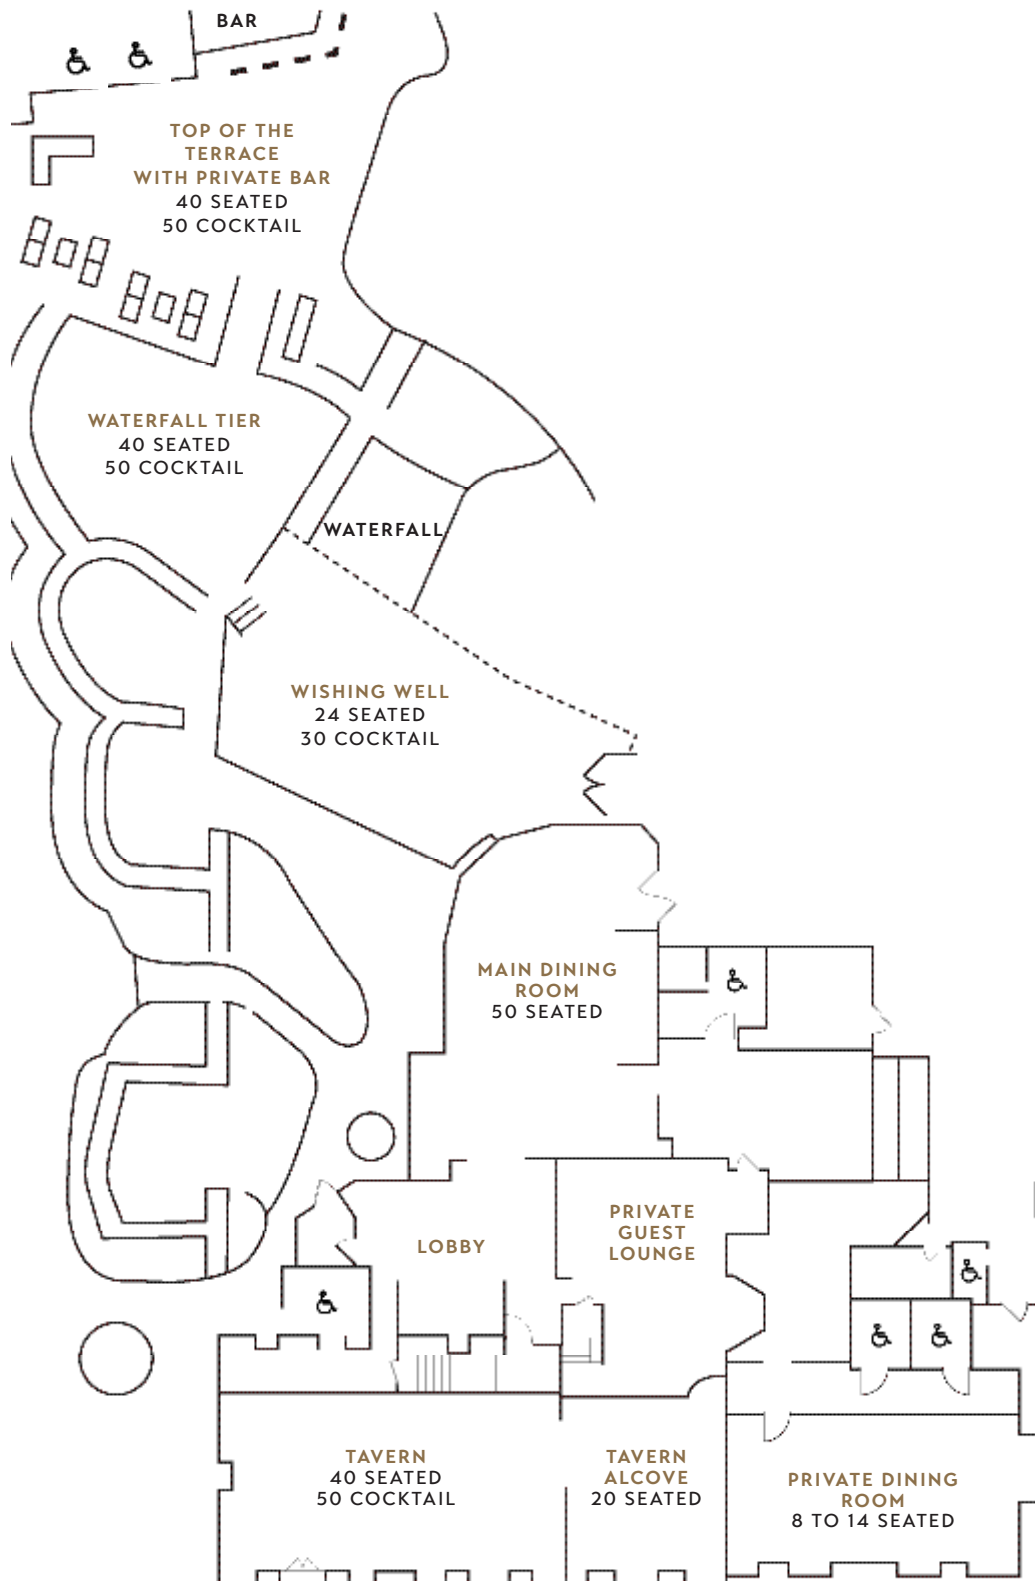 BAR
TOP OF THE
TERRACE
WITH PRIVATE BAR
40 SEATED
50 COCKTAIL
WATERFALL TIER
40 SEATED
50 COCKTAIL
WATERFALL
WISHING WELL
24 SEATED
30 COCKTAIL
MAIN DINING
ROOM
50 SEATED
PRIVATE
GUEST
LOUNGE
LOBBY
TAVERN
40 SEATED
50 COCKTAIL
TAVERN
ALCOVE
20 SEATED
PRIVATE DINING
ROOM
8 TO 14 SEATED